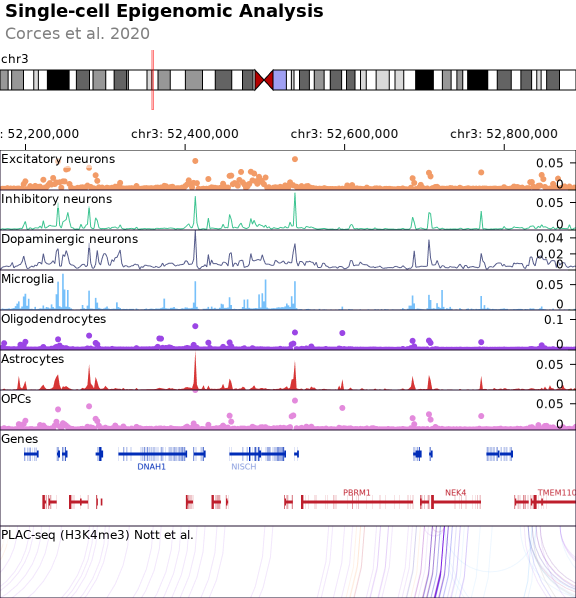 Single-cell Epigenomic Analysis
Corces et al. 2020
chr3
: 52,200,000 chr3: 52,400,000 chr3: 52,600,000 chr3: 52,800,000
Excitatory neurons 0.05
0
Inhibitory neurons 0.05
0
Dopaminergic neurons 0.04
0.02
0
Microglia 0.05
0
Oligodendrocytes 0.1
0
Astrocytes 0.05
0
OPCs 0.05
0
Genes
DNAH1 NISCH
PBRM1 NEK4 TMEM110
PLAC-seq (H3K4me3) Nott et al.